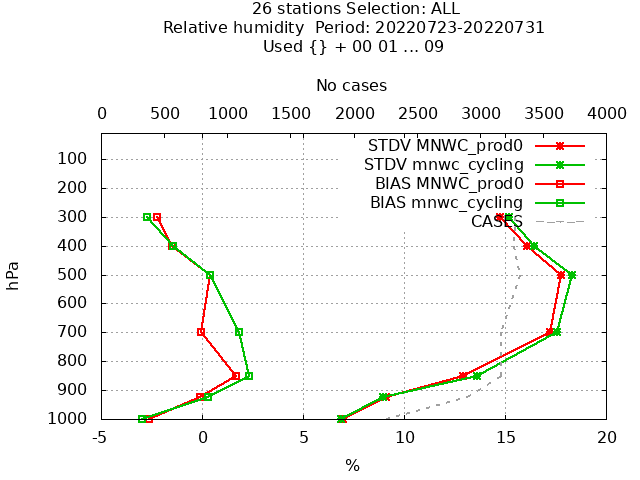 26 stations Selection: ALL
Relative humidity  Period: 20220723-20220731
Used {} + 00 01 ... 09
No cases
0 500 1000 1500 2000 2500 3000 3500 4000
STDV MNWC_prod0
STDV mnwc_cycling
BIAS MNWC_prod0
BIAS mnwc_cycling
CASES
hPa
100
200
300
400
500
600
700
800
900
1000
-5 0 5 10 15 20
%